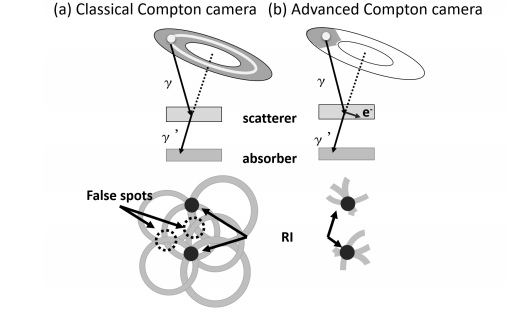 (a) Classical Compton camera
(b) Advanced Compton camera
γ
γ
e-
scatterer
γ '
γ '
absorber
False spots
RI